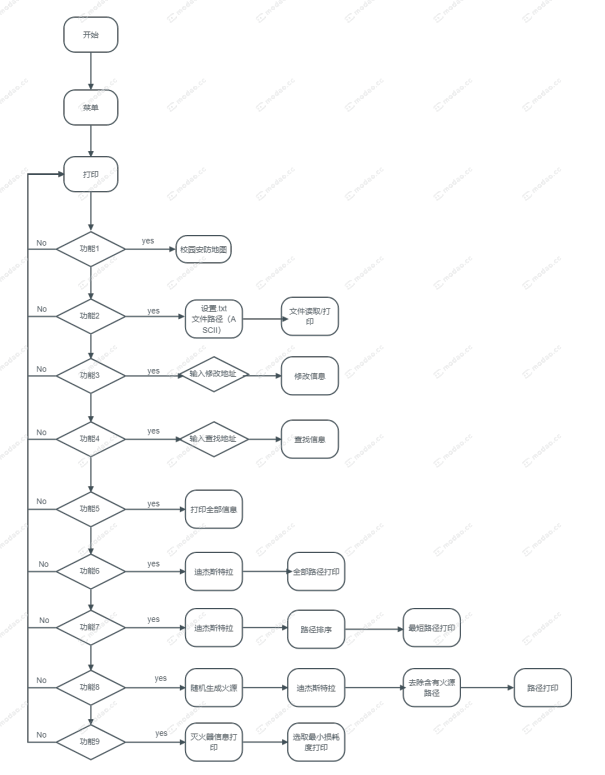 开始
菜单
打印
No
功能1
yes
校园安防地图
No
功能2
yes
设置.txt
文件路径（A
SCII）
文件读取/打
印
No
功能3
yes
输入修改地址
修改信息
No
功能4
yes
输入查找地址
查找信息
No
功能5
yes
打印全部信息
No
功能6
yes
迪杰斯特拉
全部路径打印
No
功能7
yes
迪杰斯特拉
路径排序
最短路径打印
No
功能8
yes
随机生成火源
迪杰斯特拉
去除含有火源
路径
路径打印
No
功能9
yes
灭火器信息打
印
选取最小损耗
度打印